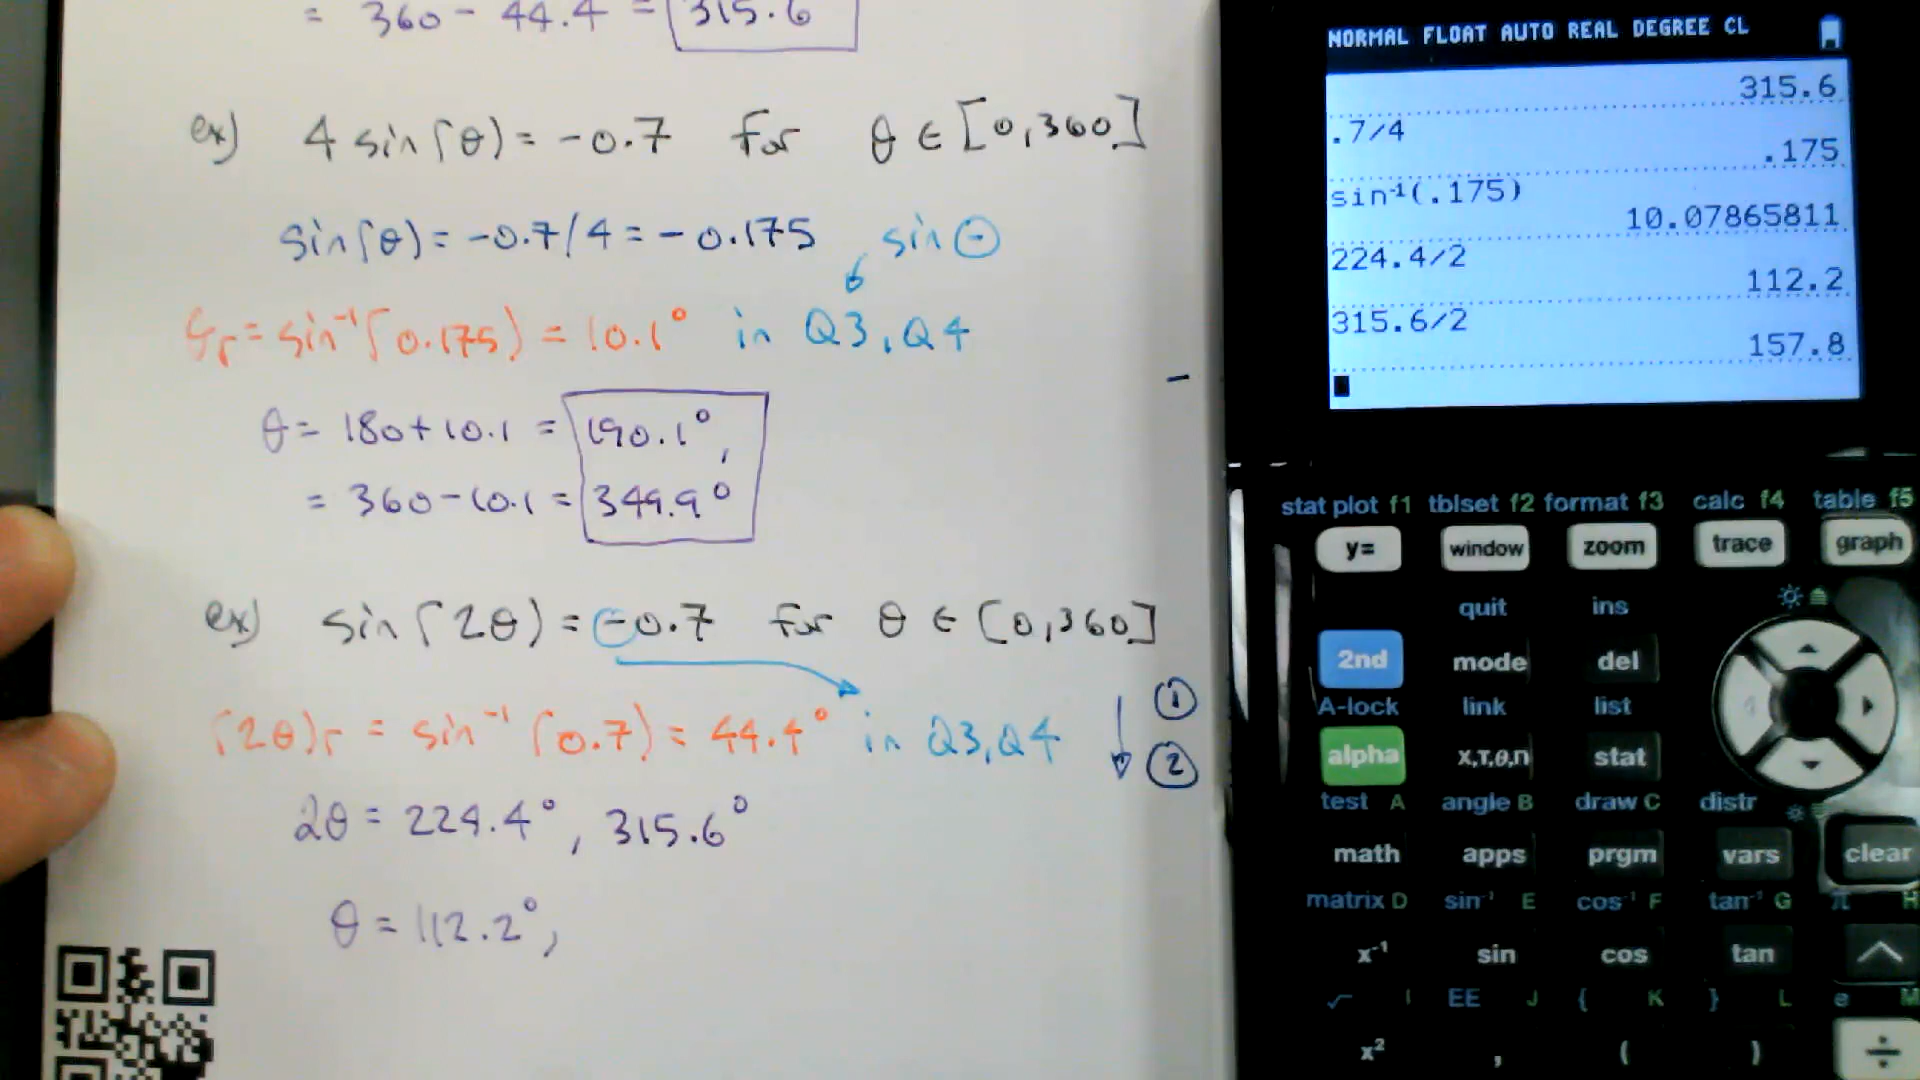 = 360 - 44.4 = 315.6
ex) 4 sin(θ) = -0.7 for θ ∈ [0,360]
sin(θ) = -0.7/4 = -0.175 sin ⊖
θr = sin⁻¹(0.175) = 10.1° in Q3, Q4
θ = 180+10.1 = 190.1°,
= 360-10.1 = 349.9°
ex) sin(2θ) = -0.7 for θ ∈ [0,360]
(2θ)r = sin⁻¹(0.7) = 44.4° in Q3, Q4
①
②
2θ = 224.4°, 315.6°
θ = 112.2°,
NORMAL FLOAT AUTO REAL DEGREE CL
315.6
.7/4
.175
sin⁻¹(.175)
10.07865811
224.4/2
112.2
315.6/2
157.8
stat plot f1 tblset f2 format f3 calc f4 table f5
y= window zoom trace graph
quit ins
2nd mode del
A-lock link list
alpha X,T,θ,n stat
test A angle B draw C distr
math apps prgm vars clear
matrix D sin⁻¹ E cos⁻¹ F tan⁻¹ G π H
x⁻¹ sin cos tan ^
√ I EE J { K } L e M
x² , ( ) ÷